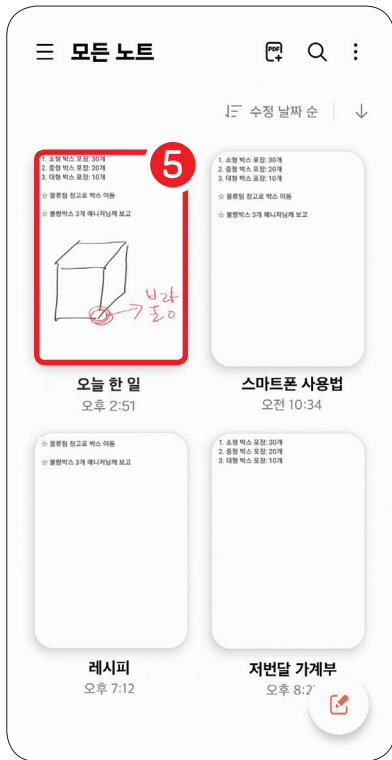 모든 노트
PDF
수정 날짜 순
1. 소형 박스 포장: 30개
2. 중형 박스 포장: 20개
3. 대형 박스 포장: 10개
☆ 물류팀 창고로 박스 이동
☆ 불량박스 3개 매니저님께 보고
5
불량
오늘 한 일
오후 2:51
1. 소형 박스 포장: 30개
2. 중형 박스 포장: 20개
3. 대형 박스 포장: 10개
☆ 물류팀 창고로 박스 이동
☆ 불량박스 3개 매니저님께 보고
스마트폰 사용법
오전 10:34
☆ 물류팀 창고로 박스 이동
☆ 불량박스 3개 매니저님께 보고
레시피
오후 7:12
1. 소형 박스 포장: 30개
2. 중형 박스 포장: 20개
3. 대형 박스 포장: 10개
저번달 가계부
오후 8:2